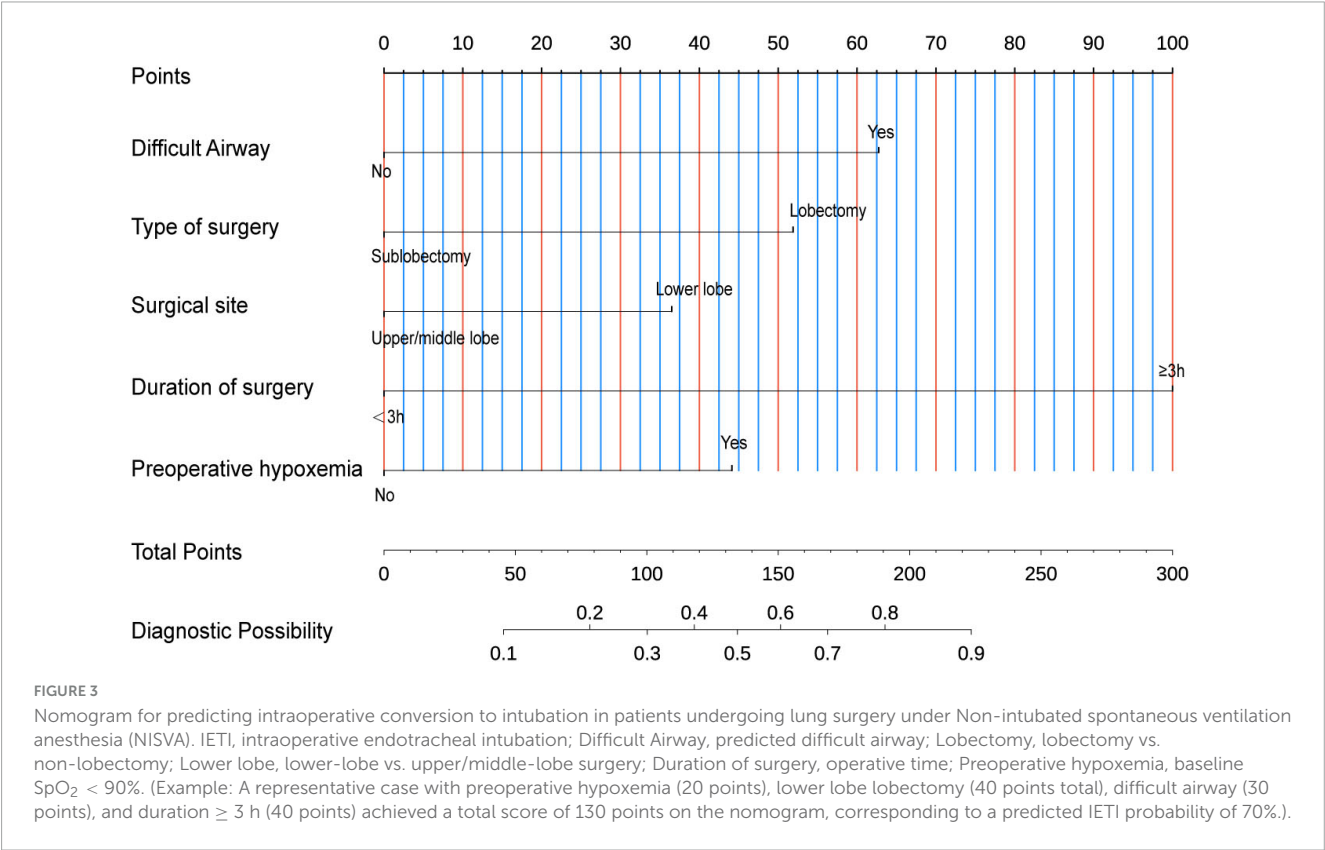 0 10 20 30 40 50 60 70 80 90 100
Points
Yes
Difficult Airway
No
Lobectomy
Type of surgery
Sublobectomy
Lower lobe
Surgical site
Upper/middle lobe
≥3h
Duration of surgery
<3h
Yes
Preoperative hypoxemia
No
Total Points
0 50 100 150 200 250 300
0.2 0.4 0.6 0.8
Diagnostic Possibility
0.1 0.3 0.5 0.7 0.9
FIGURE 3
Nomogram for predicting intraoperative conversion to intubation in patients undergoing lung surgery under Non-intubated spontaneous ventilation
anesthesia (NISVA). IETI, intraoperative endotracheal intubation; Difficult Airway, predicted difficult airway; Lobectomy, lobectomy vs.
non-lobectomy; Lower lobe, lower-lobe vs. upper/middle-lobe surgery; Duration of surgery, operative time; Preoperative hypoxemia, baseline
SpO₂ < 90%. (Example: A representative case with preoperative hypoxemia (20 points), lower lobe lobectomy (40 points total), difficult airway (30
points), and duration ≥ 3 h (40 points) achieved a total score of 130 points on the nomogram, corresponding to a predicted IETI probability of 70%.).